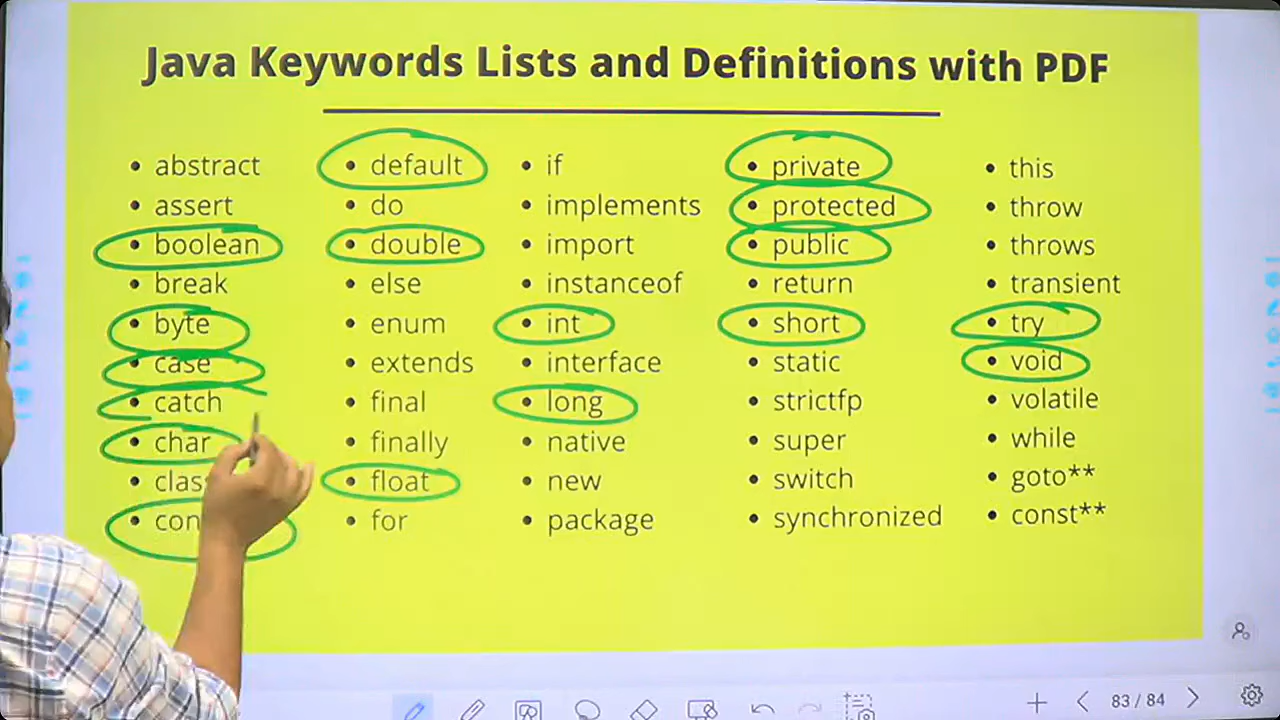 Java Keywords Lists and Definitions with PDF
• abstract
• assert
• boolean
• break
• byte
• case
• catch
• char
• default
• do
• double
• else
• enum
• extends
• final
• finally
• float
• for
• if
• implements
• import
• instanceof
• int
• interface
• long
• native
• new
• package
• private
• protected
• public
• return
• short
• static
• strictfp
• super
• switch
• synchronized
• this
• throw
• throws
• transient
• try
• void
• volatile
• while
• goto**
• const**
83 / 84